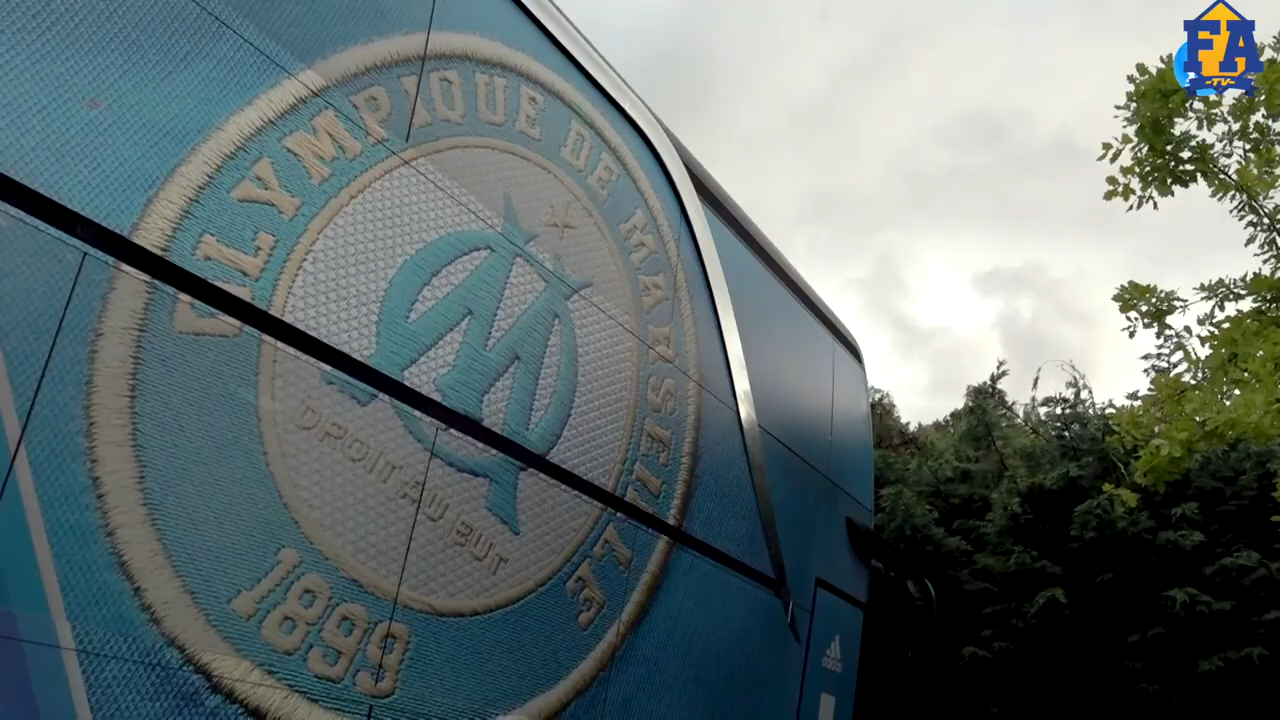 FA
-TV-
OLYMPIQUE DE MARSEILLE
DROIT AU BUT
1899
adidas